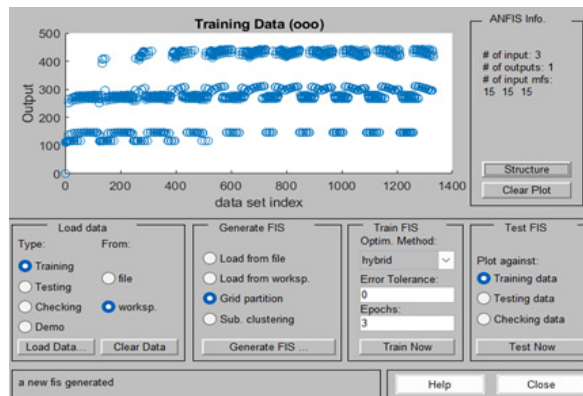 Training Data (ooo)
500
400
300
200
100
0
Output
0 200 400 600 800 1000 1200 1400
data set index
ANFIS Info.
# of input: 3
# of outputs: 1
# of input mfs:
15 15 15
Structure
Clear Plot
Load data
Type: From:
Training
Testing
Checking
Demo
file
worksp.
Load Data... Clear Data
Generate FIS
Load from file
Load from worksp.
Grid partition
Sub. clustering
Generate FIS ...
Train FIS
Optim. Method:
hybrid
Error Tolerance:
0
Epochs:
3
Train Now
Test FIS
Plot against:
Training data
Testing data
Checking data
Test Now
a new fis generated
Help Close